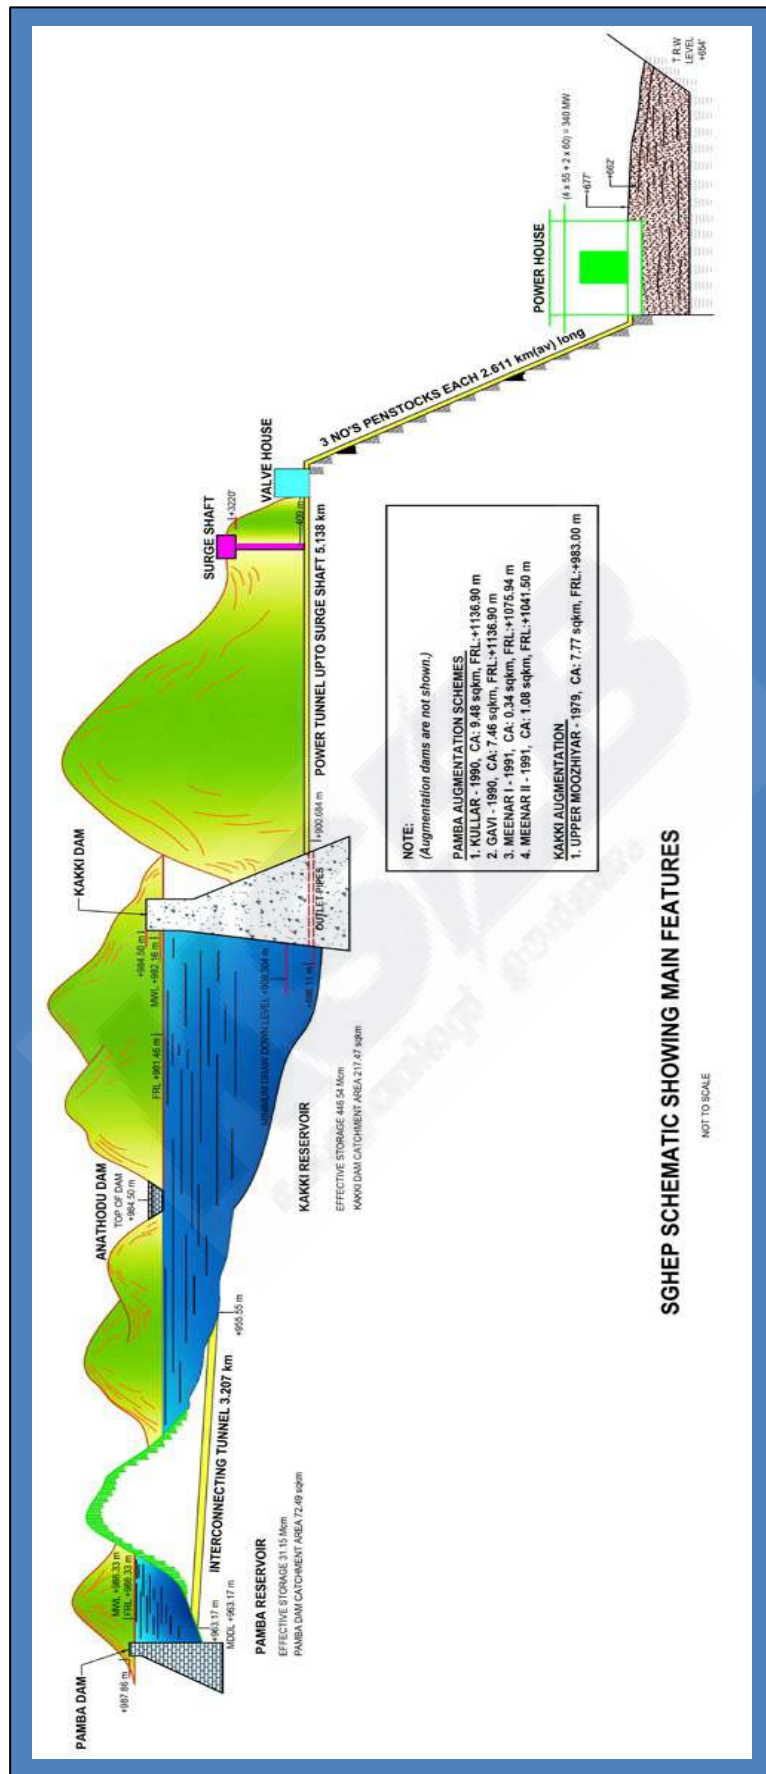 PAMBA DAM
+987.86 m
MWL +986.33 m
FRL +986.33 m
+963.17 m
MDDL +963.17 m
PAMBA RESERVOIR
EFFECTIVE STORAGE 31.15 Mcm
PAMBA DAM CATCHMENT AREA 72.49 sqkm
INTERCONNECTING TUNNEL 3.207 km
+955.55 m
ANATHODU DAM
TOP OF DAM
+984.50 m
KAKKI RESERVOIR
EFFECTIVE STORAGE 446.54 Mcm
KAKKI DAM CATCHMENT AREA 217.47 sqkm
FRL +981.46 m
MWL +982.16 m
+984.50 m
KAKKI DAM
DRAW DOWN LEVEL
OUTLET PIPES
+900.684 m
POWER TUNNEL UPTO SURGE SHAFT 5.138 km
SURGE SHAFT
+3220'
409 m
VALVE HOUSE
3 NO'S PENSTOCKS EACH 2.611 km(av) long
POWER HOUSE
(4 x 55 + 2 x 60) = 340 MW
+677'
+662'
T.R.W
LEVEL
+654'
NOTE:
(Augmentation dams are not shown.)
PAMBA AUGMENTATION SCHEMES
1. KULLAR - 1990, CA: 9.48 sqkm, FRL:+1136.90 m
2. GAVI - 1990, CA: 7.46 sqkm, FRL:+1136.90 m
3. MEENAR I - 1991, CA: 0.34 sqkm, FRL:+1075.94 m
4. MEENAR II - 1991, CA: 1.08 sqkm, FRL:+1041.50 m
KAKKI AUGMENTATION
1. UPPER MOOZHIYAR - 1979, CA: 7.77 sqkm, FRL:+983.00 m
SGHEP SCHEMATIC SHOWING MAIN FEATURES
NOT TO SCALE